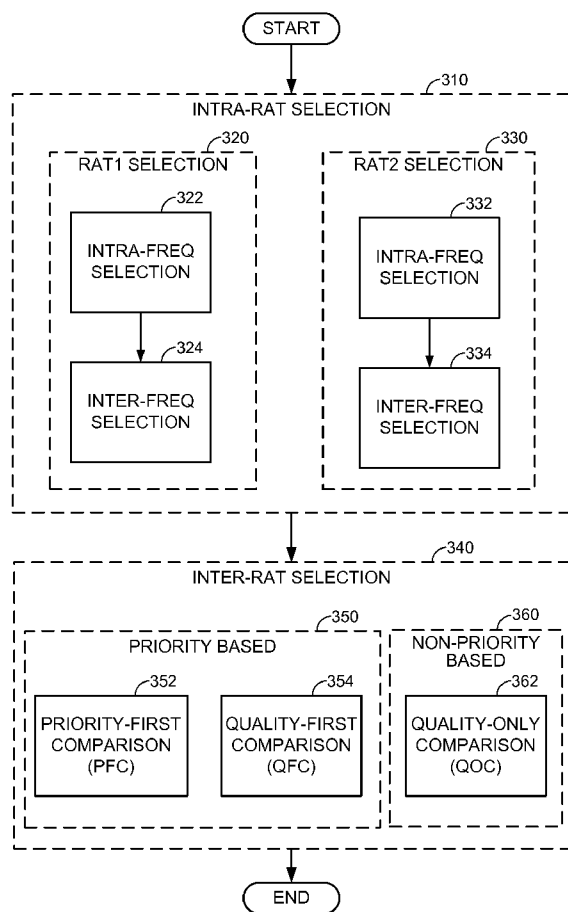 START
310
INTRA-RAT SELECTION
320
RAT1 SELECTION
322
INTRA-FREQ
SELECTION
324
INTER-FREQ
SELECTION
330
RAT2 SELECTION
332
INTRA-FREQ
SELECTION
334
INTER-FREQ
SELECTION
340
INTER-RAT SELECTION
350
PRIORITY BASED
352
PRIORITY-FIRST
COMPARISON
(PFC)
354
QUALITY-FIRST
COMPARISON
(QFC)
360
NON-PRIORITY
BASED
362
QUALITY-ONLY
COMPARISON
(QOC)
END